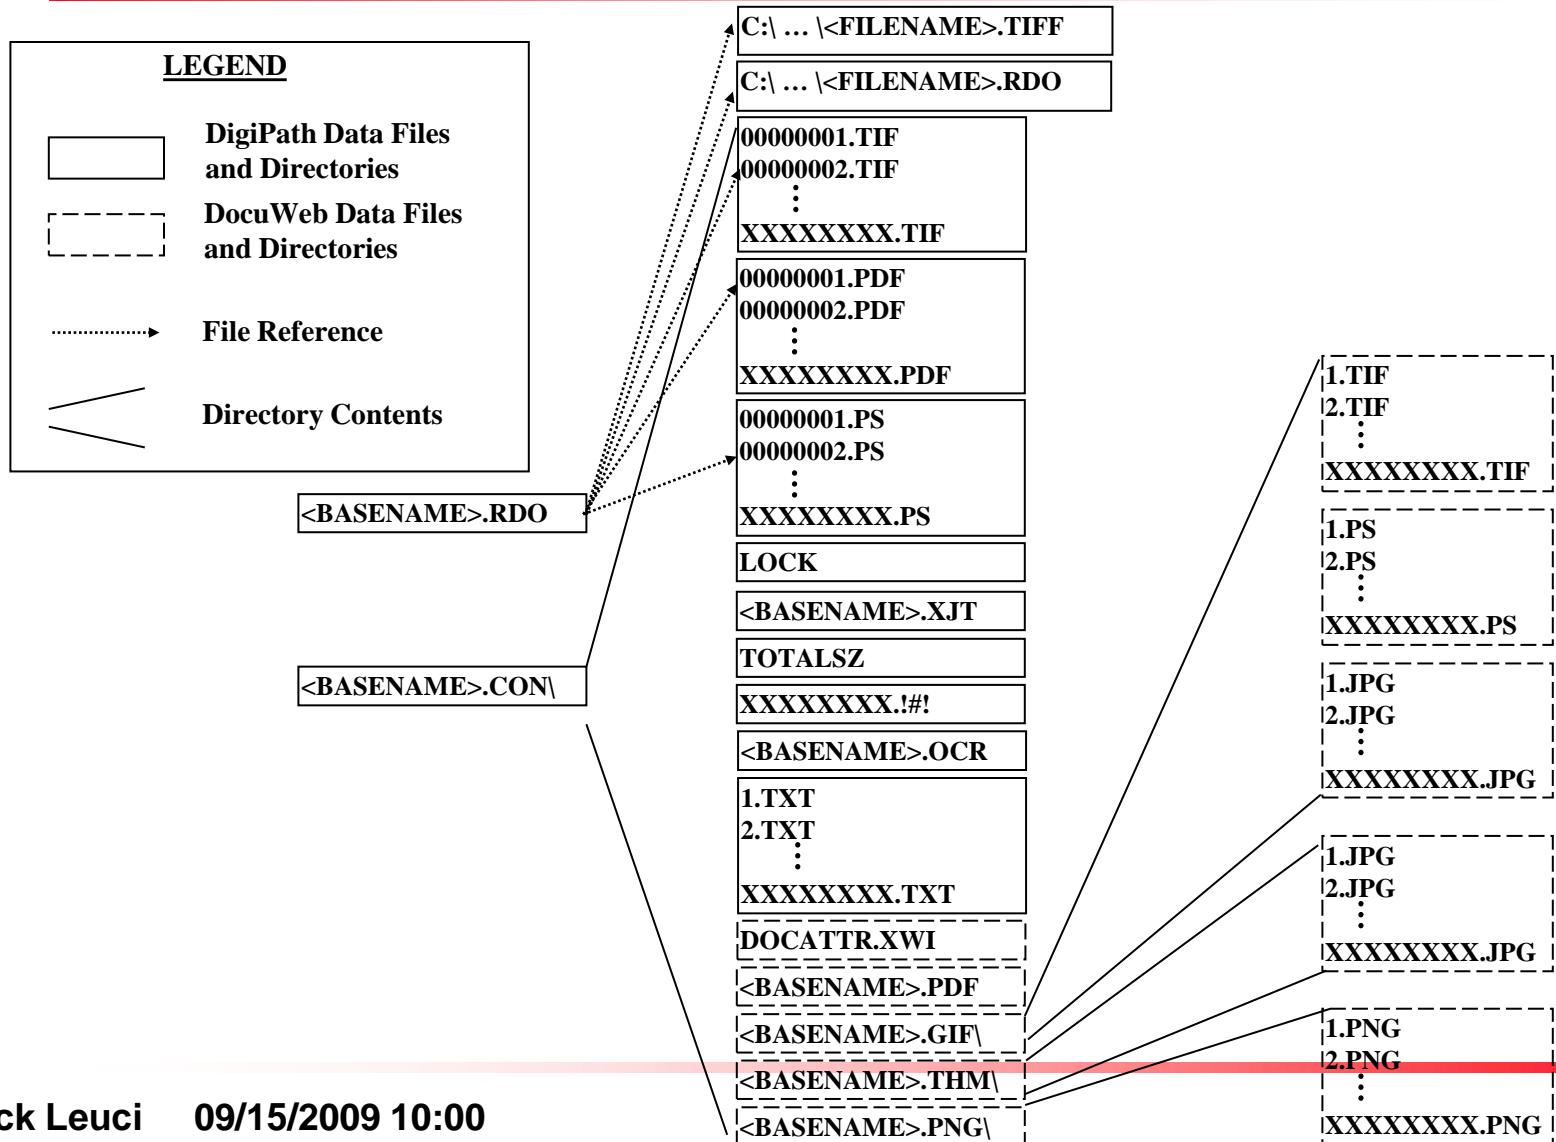 LEGEND
DigiPath Data Files
and Directories
DocuWeb Data Files
and Directories
File Reference
Directory Contents
<BASENAME>.RDO
<BASENAME>.CON\
C:\ … \<FILENAME>.TIFF
C:\ … \<FILENAME>.RDO
00000001.TIF
00000002.TIF
XXXXXXXX.TIF
00000001.PDF
00000002.PDF
XXXXXXXX.PDF
00000001.PS
00000002.PS
XXXXXXXX.PS
LOCK
<BASENAME>.XJT
TOTALSZ
XXXXXXXX.!#!
<BASENAME>.OCR
1.TXT
2.TXT
XXXXXXXX.TXT
DOCATTR.XWI
<BASENAME>.PDF
<BASENAME>.GIF\
<BASENAME>.THM\
<BASENAME>.PNG\
1.TIF
2.TIF
XXXXXXXX.TIF
1.PS
2.PS
XXXXXXXX.PS
1.JPG
2.JPG
XXXXXXXX.JPG
1.JPG
2.JPG
XXXXXXXX.JPG
1.PNG
2.PNG
XXXXXXXX.PNG
ck Leuci 09/15/2009 10:00